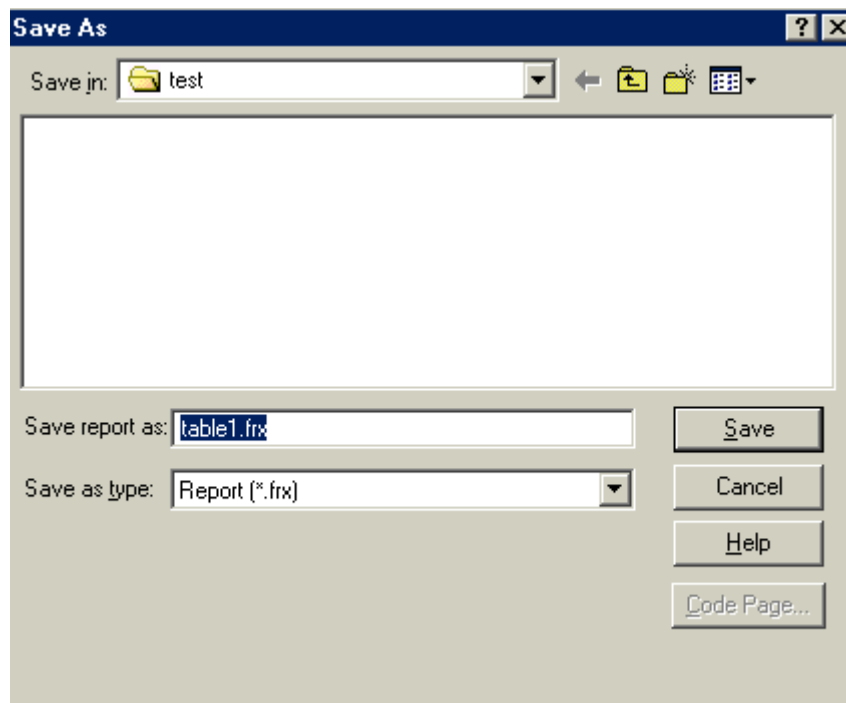 Save As
Save in: test
Save report as: table1.frx
Save
Save as type: Report (*.frx)
Cancel
Help
Code Page...